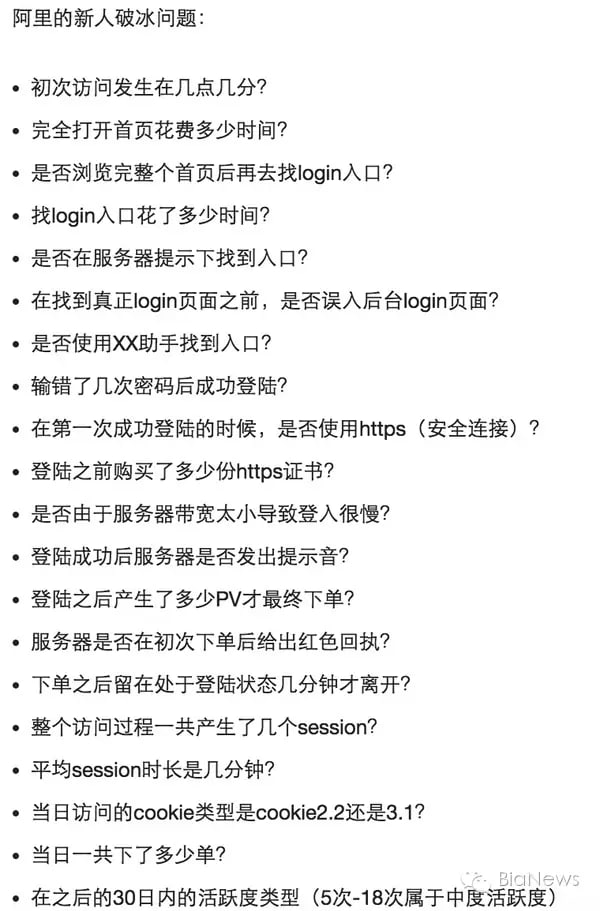 阿里的新人破冰问题：
• 初次访问发生在几点几分？
• 完全打开首页花费多少时间？
• 是否浏览完整个首页后再去找login入口？
• 找login入口花了多少时间？
• 是否在服务器提示下找到入口？
• 在找到真正login页面之前，是否误入后台login页面？
• 是否使用XX助手找到入口？
• 输错了几次密码后成功登陆？
• 在第一次成功登陆的时候，是否使用https（安全连接）？
• 登陆之前购买了多少份https证书？
• 是否由于服务器带宽太小导致登入很慢？
• 登陆成功后服务器是否发出提示音？
• 登陆之后产生了多少PV才最终下单？
• 服务器是否在初次下单后给出红色回执？
• 下单之后留在处于登陆状态几分钟才离开？
• 整个访问过程一共产生了几个session？
• 平均session时长是几分钟？
• 当日访问的cookie类型是cookie2.2还是3.1？
• 当日一共下了多少单？
• 在之后的30日内的活跃度类型（5次-18次属于中度活跃度）
BiaNews